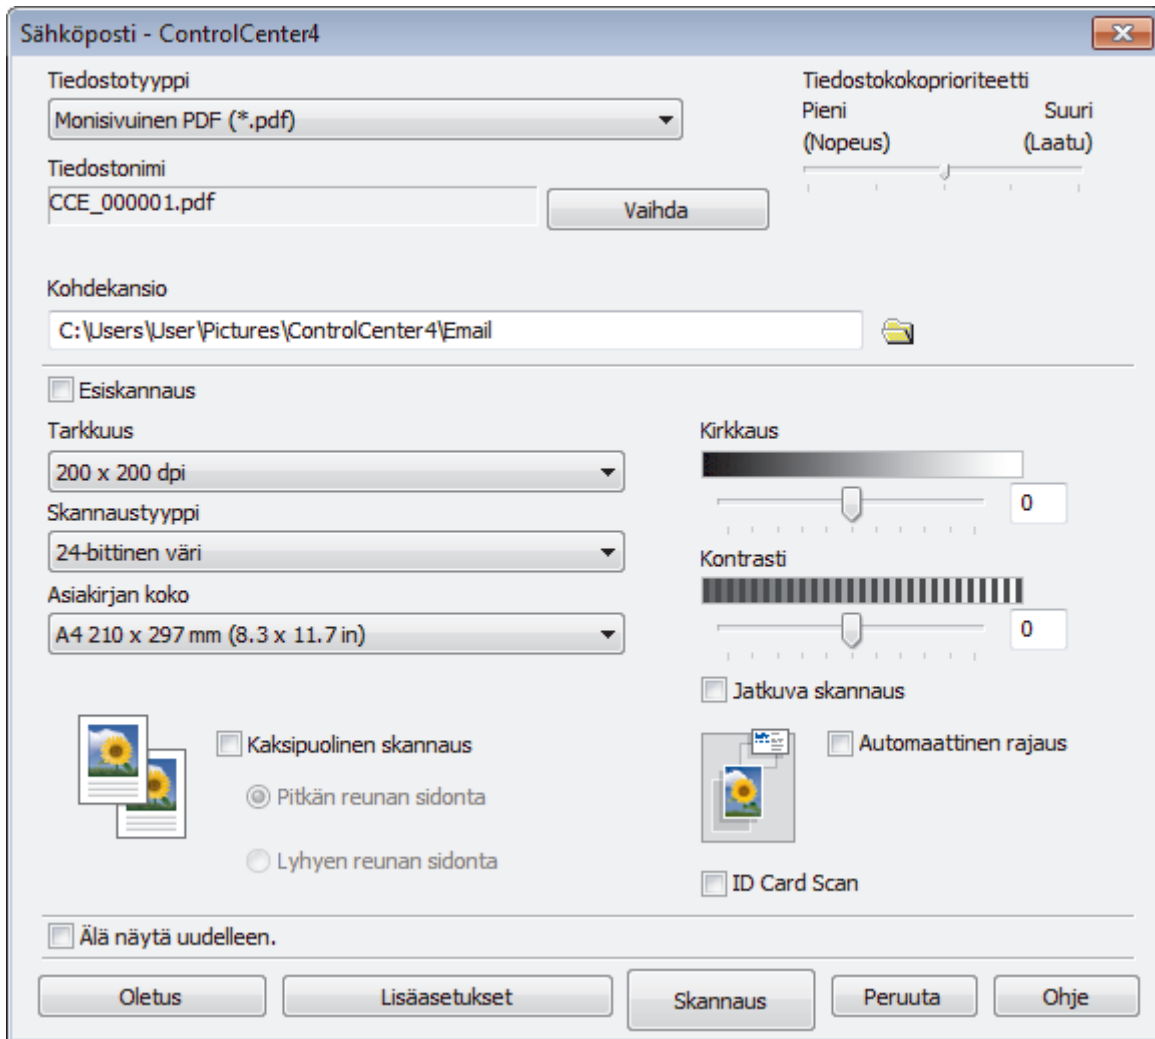 Sähköposti - ControlCenter4
Tiedostotyyppi
Monisivuinen PDF (*.pdf)
Tiedostokokoprioriteetti
Pieni Suuri
(Nopeus) (Laatu)
Tiedostonimi
CCE_000001.pdf
Vaihda
Kohdekansio
C:\Users\User\Pictures\ControlCenter4\Email
Esiskannaus
Tarkkuus
200 x 200 dpi
Skannaustyyppi
24-bittinen väri
Asiakirjan koko
A4 210 x 297 mm (8.3 x 11.7 in)
Kirkkaus
0
Kontrasti
0
Jatkuva skannaus
Kaksipuolinen skannaus
Pitkän reunan sidonta
Lyhyen reunan sidonta
Automaattinen rajaus
ID Card Scan
Älä näytä uudelleen.
Oletus Lisäasetukset Skannaus Peruuta Ohje